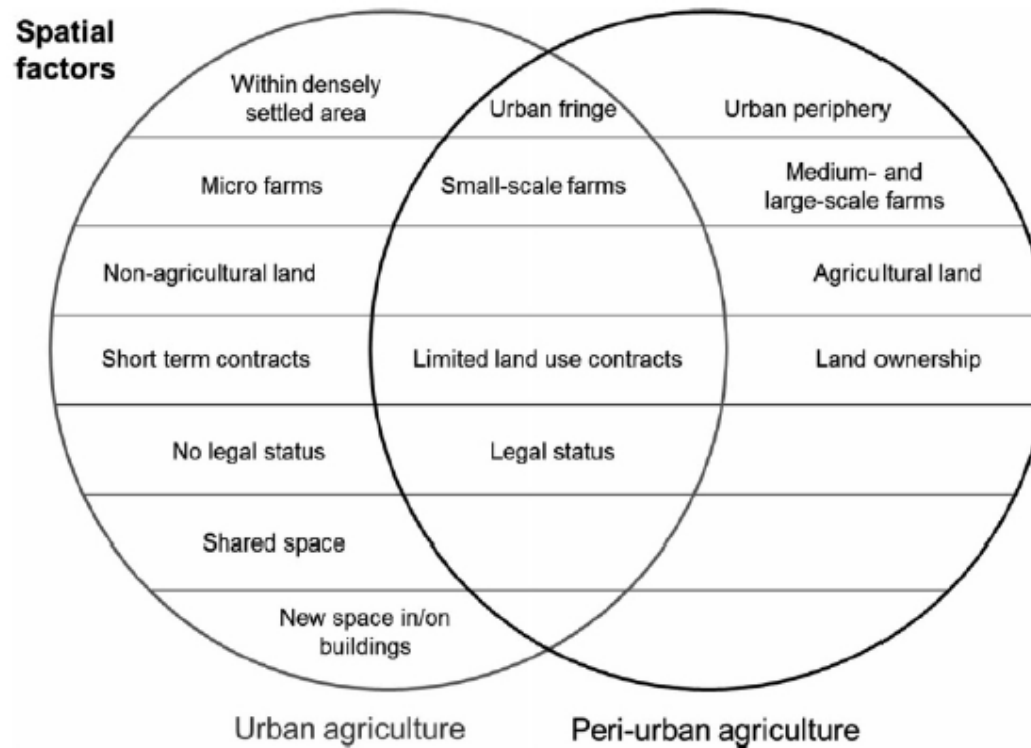 Spatial
factors
Within densely
settled area
Urban fringe
Urban periphery
Micro farms
Small-scale farms
Medium- and
large-scale farms
Non-agricultural land
Agricultural land
Short term contracts
Limited land use contracts
Land ownership
No legal status
Legal status
Shared space
New space in/on
buildings
Urban agriculture
Peri-urban agriculture